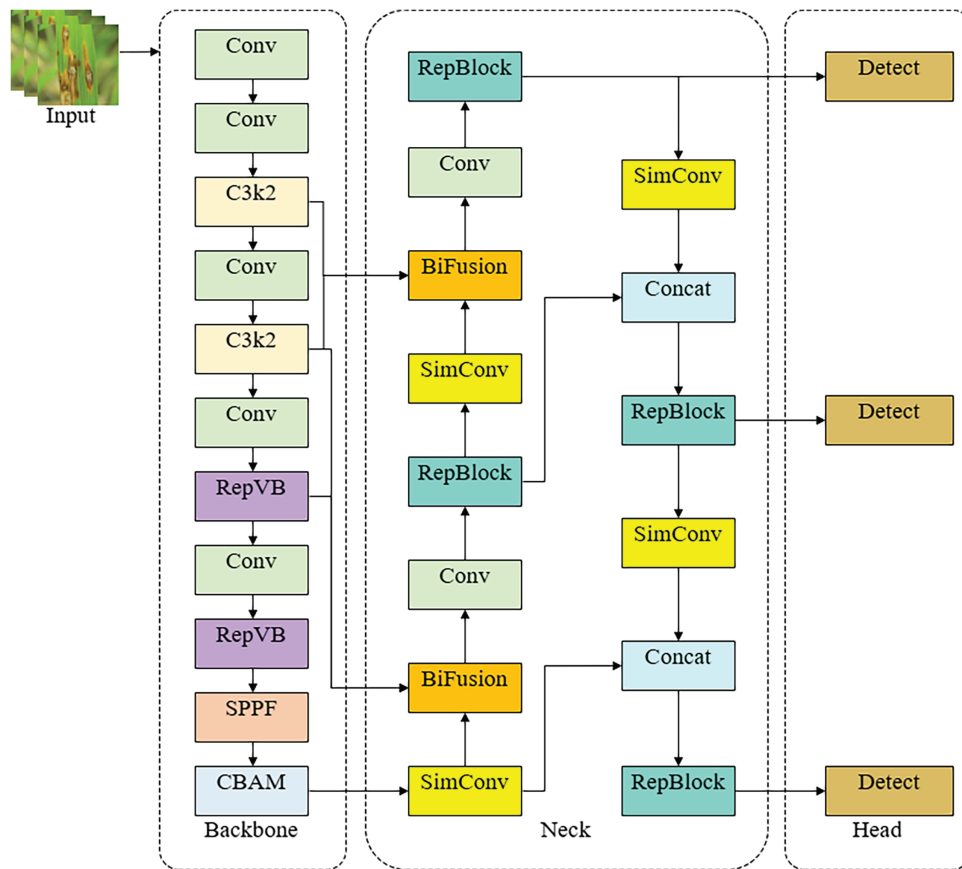 Input
Conv
Conv
C3k2
Conv
C3k2
Conv
RepVB
Conv
RepVB
SPPF
CBAM
Backbone
RepBlock
Conv
BiFusion
SimConv
RepBlock
Conv
BiFusion
SimConv
SimConv
Concat
RepBlock
SimConv
Concat
RepBlock
Neck
Detect
Detect
Detect
Head